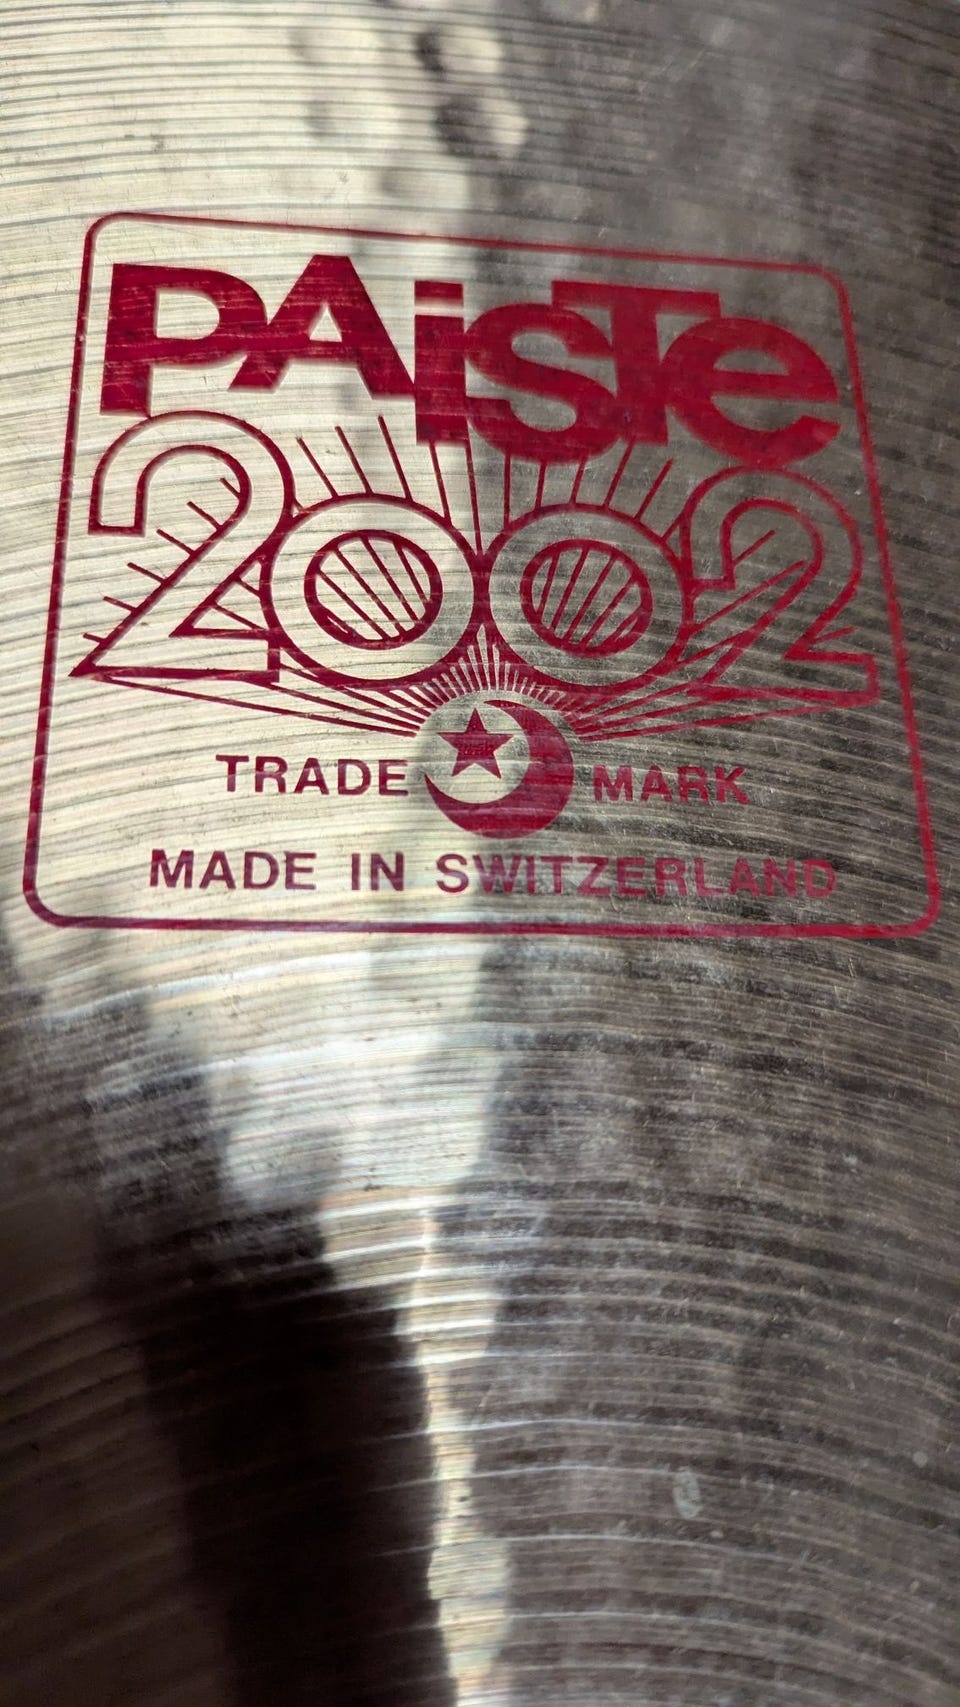 PAiSTe
2002
TRADE MARK
MADE IN SWITZERLAND